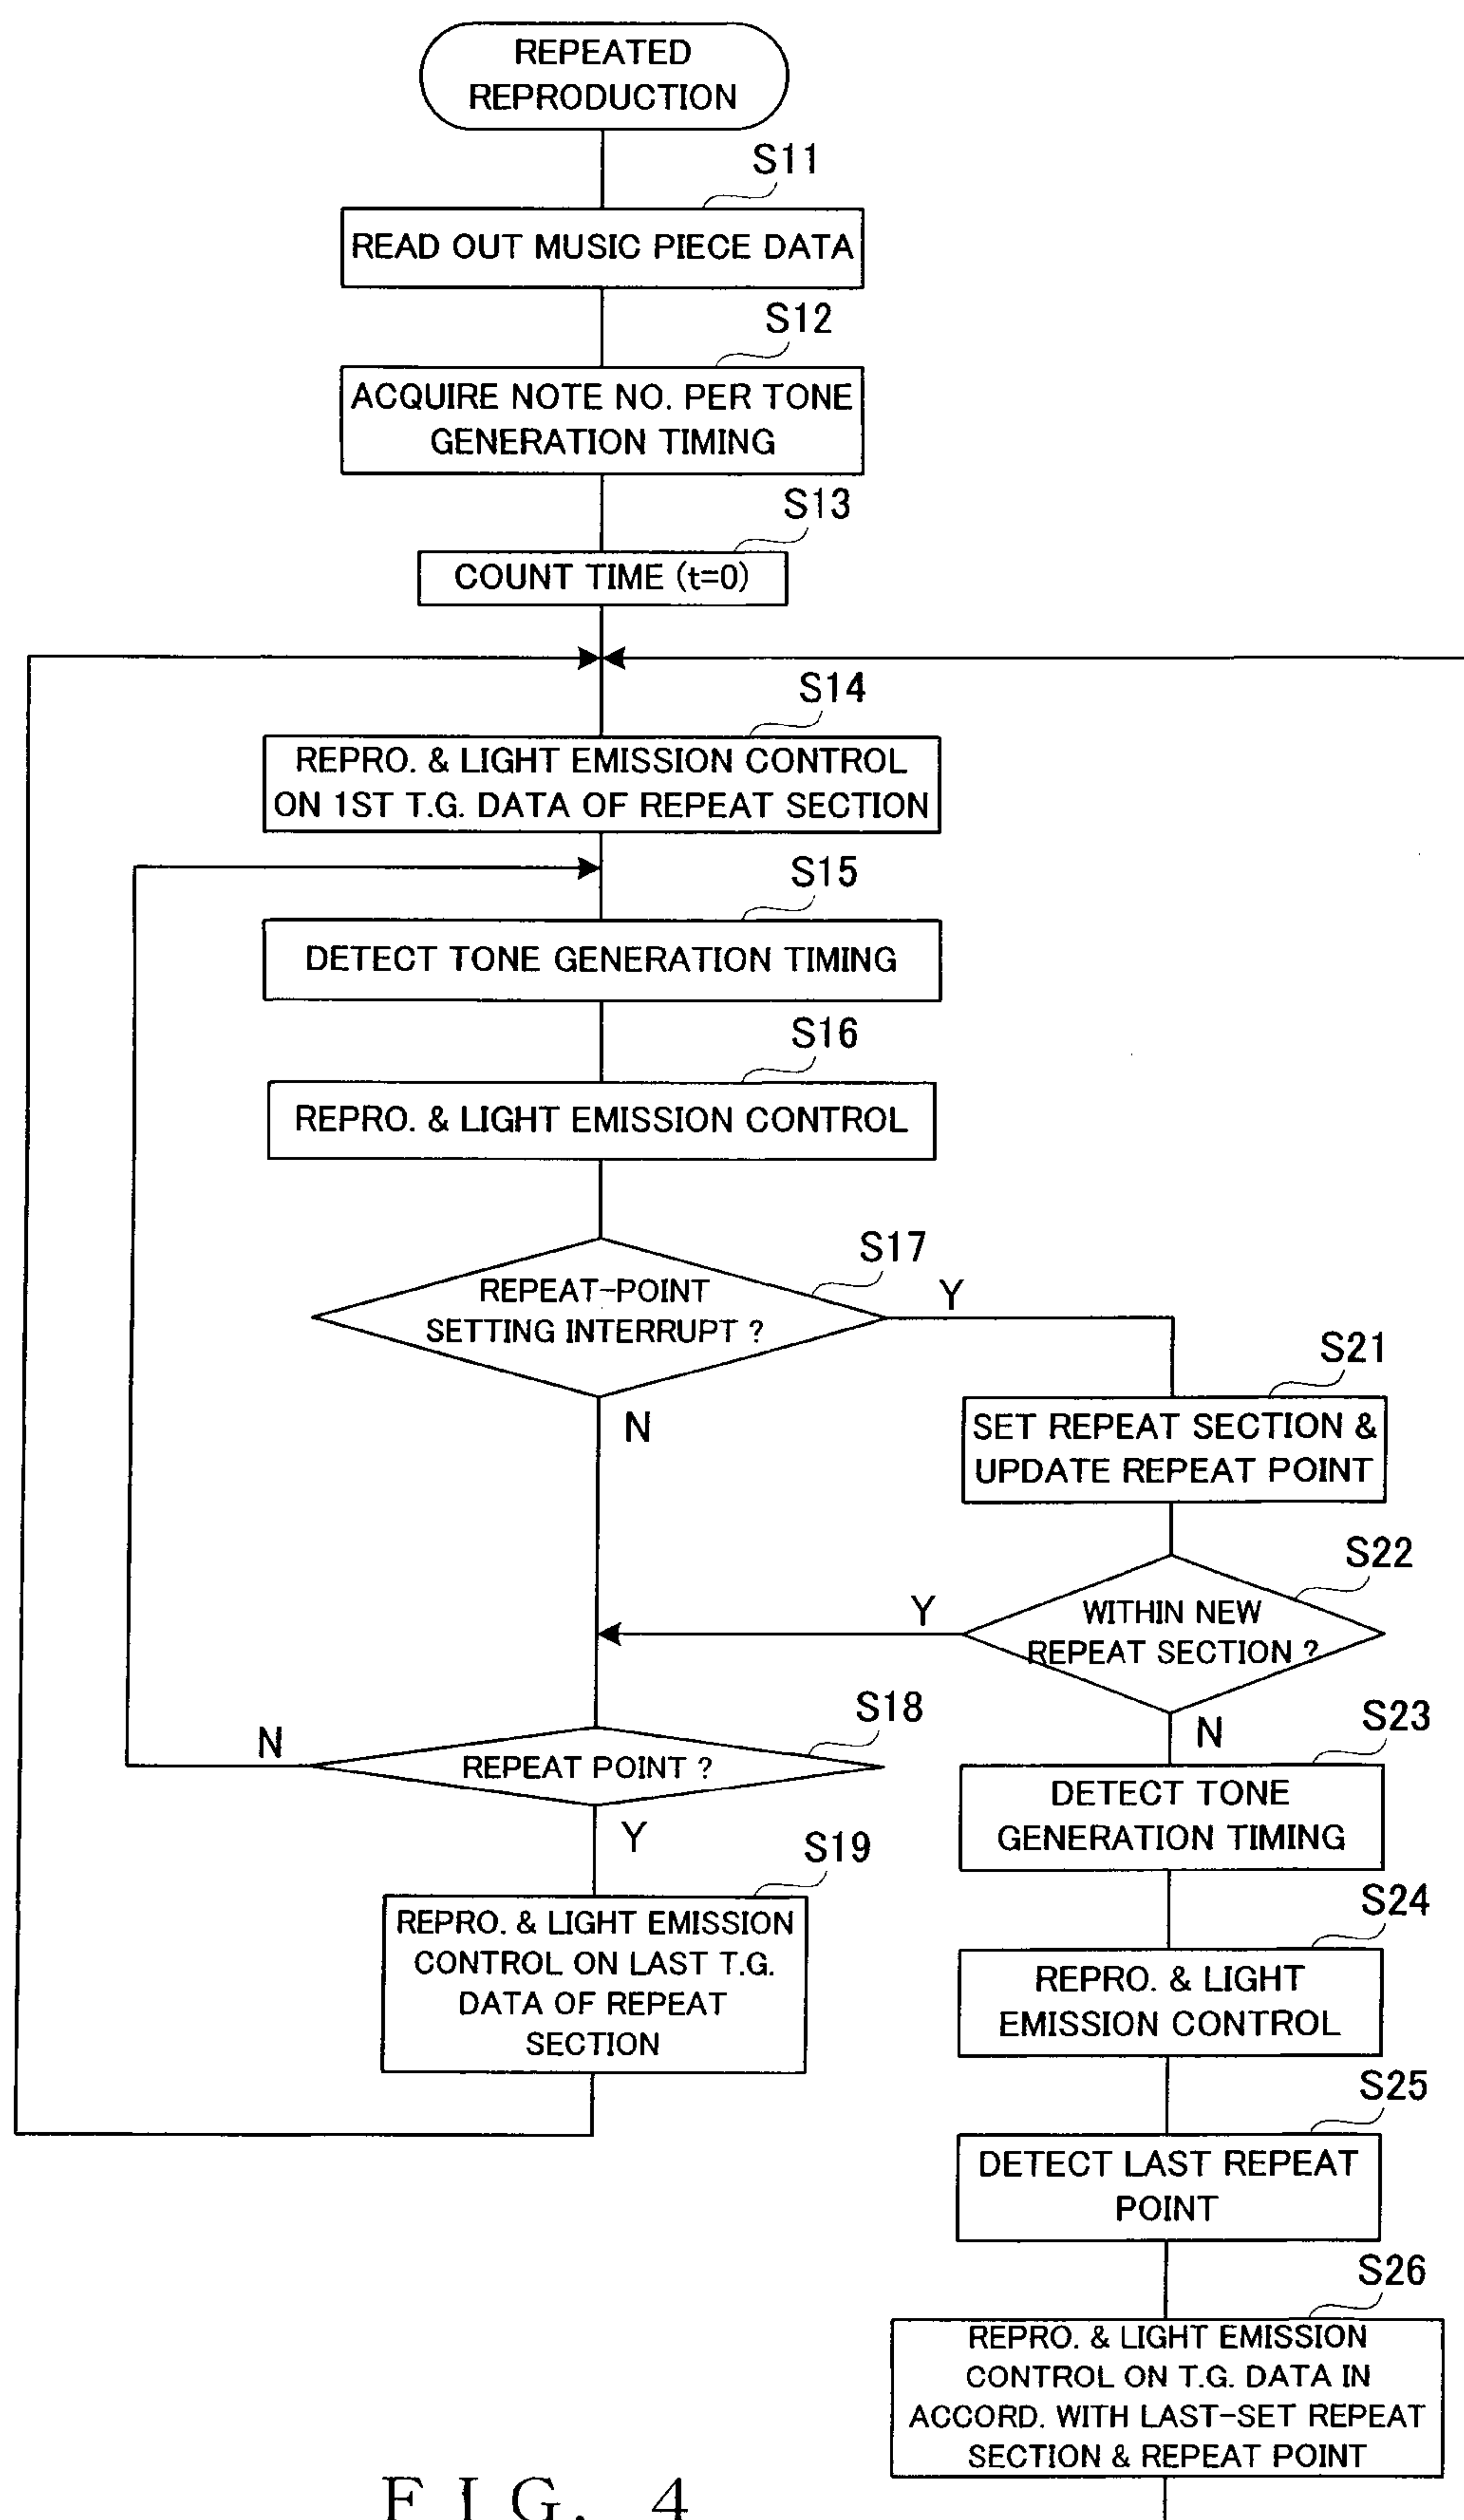 REPEATED
REPRODUCTION
S11
READ OUT MUSIC PIECE DATA
S12
ACQUIRE NOTE NO. PER TONE
GENERATION TIMING
S13
COUNT TIME (t=0)
S14
REPRO. & LIGHT EMISSION CONTROL
ON 1ST T.G. DATA OF REPEAT SECTION
S15
DETECT TONE GENERATION TIMING
S16
REPRO. & LIGHT EMISSION CONTROL
S17
REPEAT-POINT
SETTING INTERRUPT ?
Y
N
S21
SET REPEAT SECTION &
UPDATE REPEAT POINT
S22
WITHIN NEW
REPEAT SECTION ?
Y
N
S18
REPEAT POINT ?
N
Y
S19
REPRO. & LIGHT EMISSION
CONTROL ON LAST T.G.
DATA OF REPEAT
SECTION
S23
DETECT TONE
GENERATION TIMING
S24
REPRO. & LIGHT
EMISSION CONTROL
S25
DETECT LAST REPEAT
POINT
S26
REPRO. & LIGHT EMISSION
CONTROL ON T.G. DATA IN
ACCORD. WITH LAST-SET REPEAT
SECTION & REPEAT POINT
FIG. 4